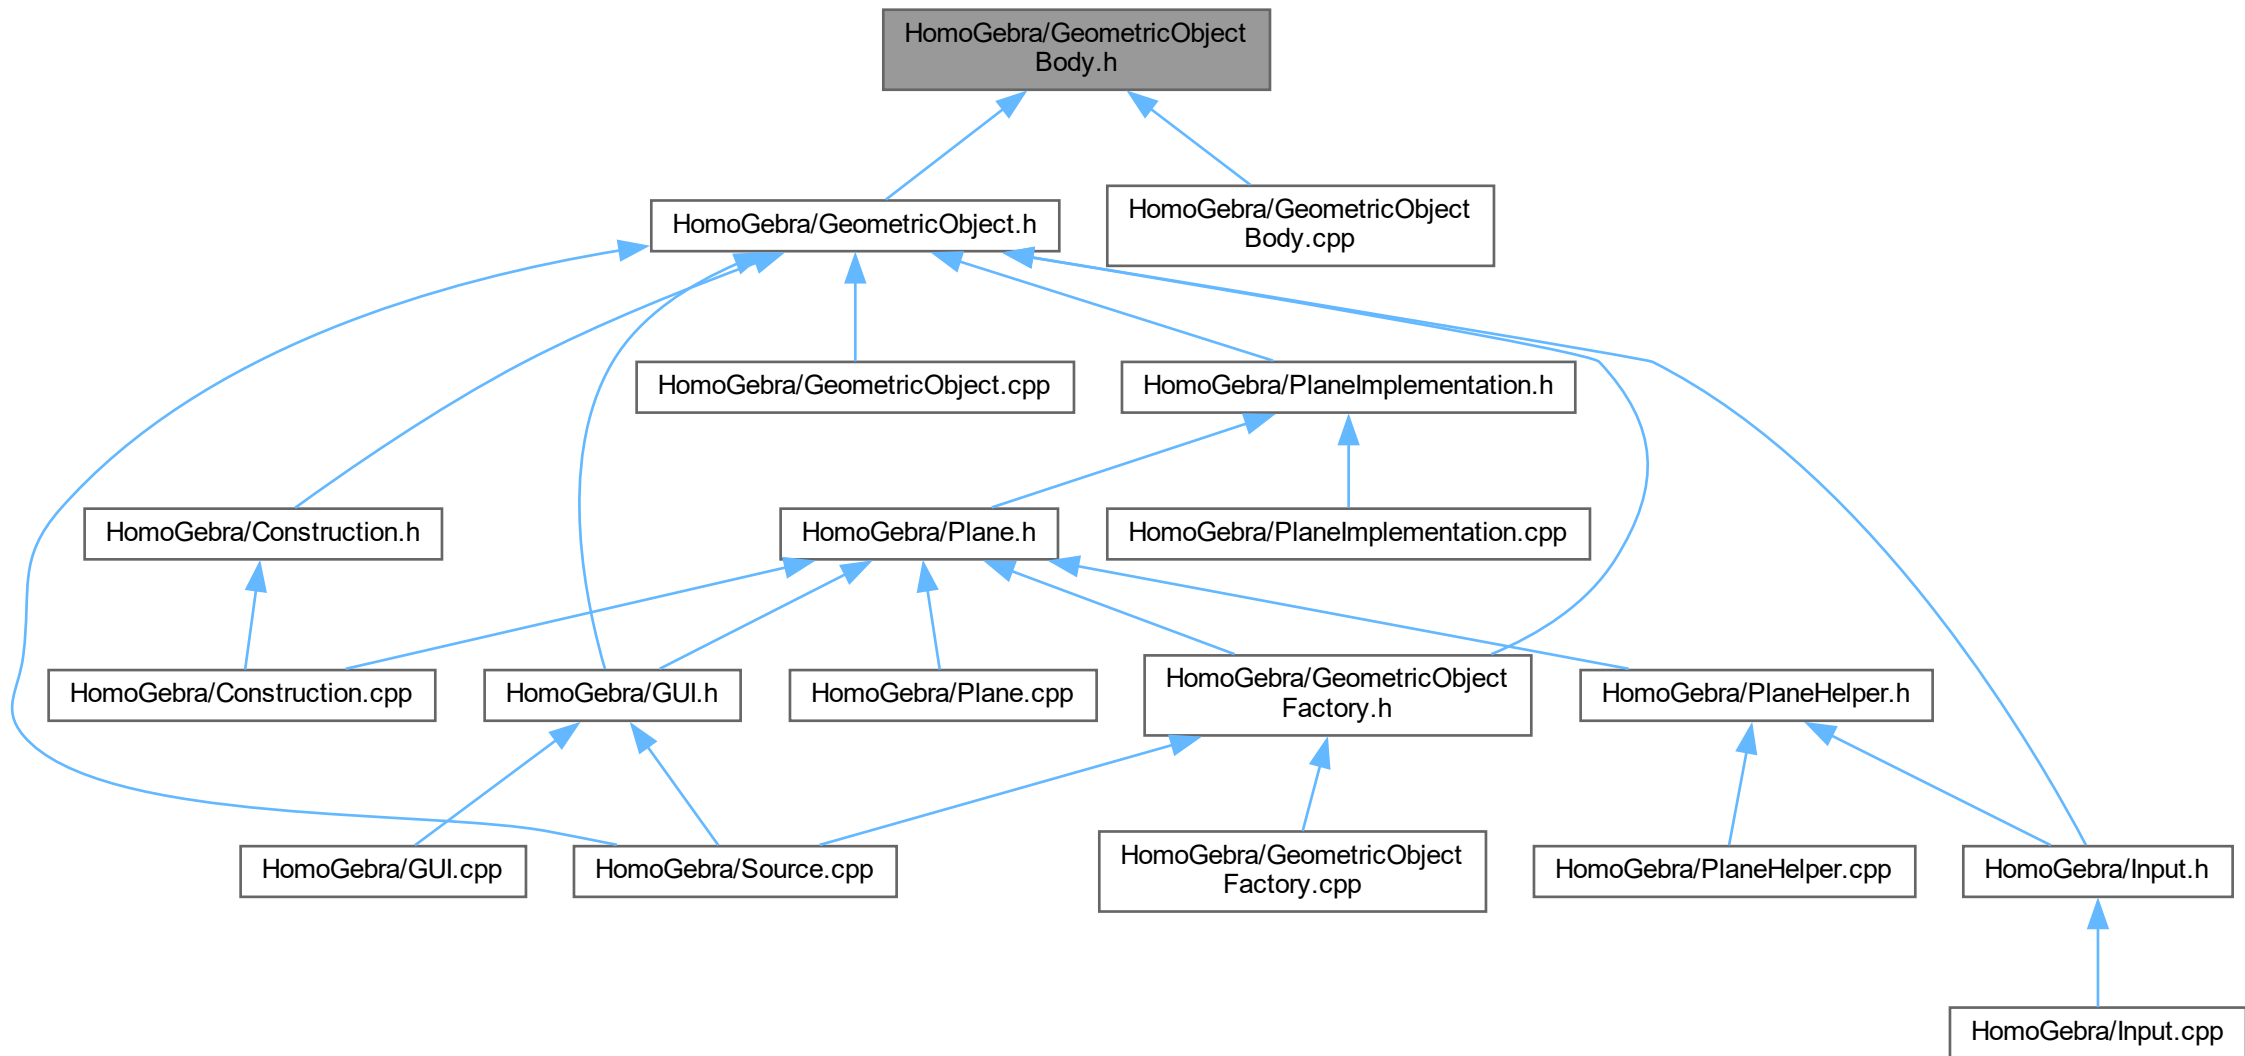 HomoGebra/GeometricObject
Body.h
HomoGebra/GeometricObject.h
HomoGebra/GeometricObject
Body.cpp
HomoGebra/GeometricObject.cpp
HomoGebra/PlaneImplementation.h
HomoGebra/Construction.h
HomoGebra/Plane.h
HomoGebra/PlaneImplementation.cpp
HomoGebra/Construction.cpp
HomoGebra/GUI.h
HomoGebra/Plane.cpp
HomoGebra/GeometricObject
Factory.h
HomoGebra/PlaneHelper.h
HomoGebra/GUI.cpp
HomoGebra/Source.cpp
HomoGebra/GeometricObject
Factory.cpp
HomoGebra/PlaneHelper.cpp
HomoGebra/Input.h
HomoGebra/Input.cpp